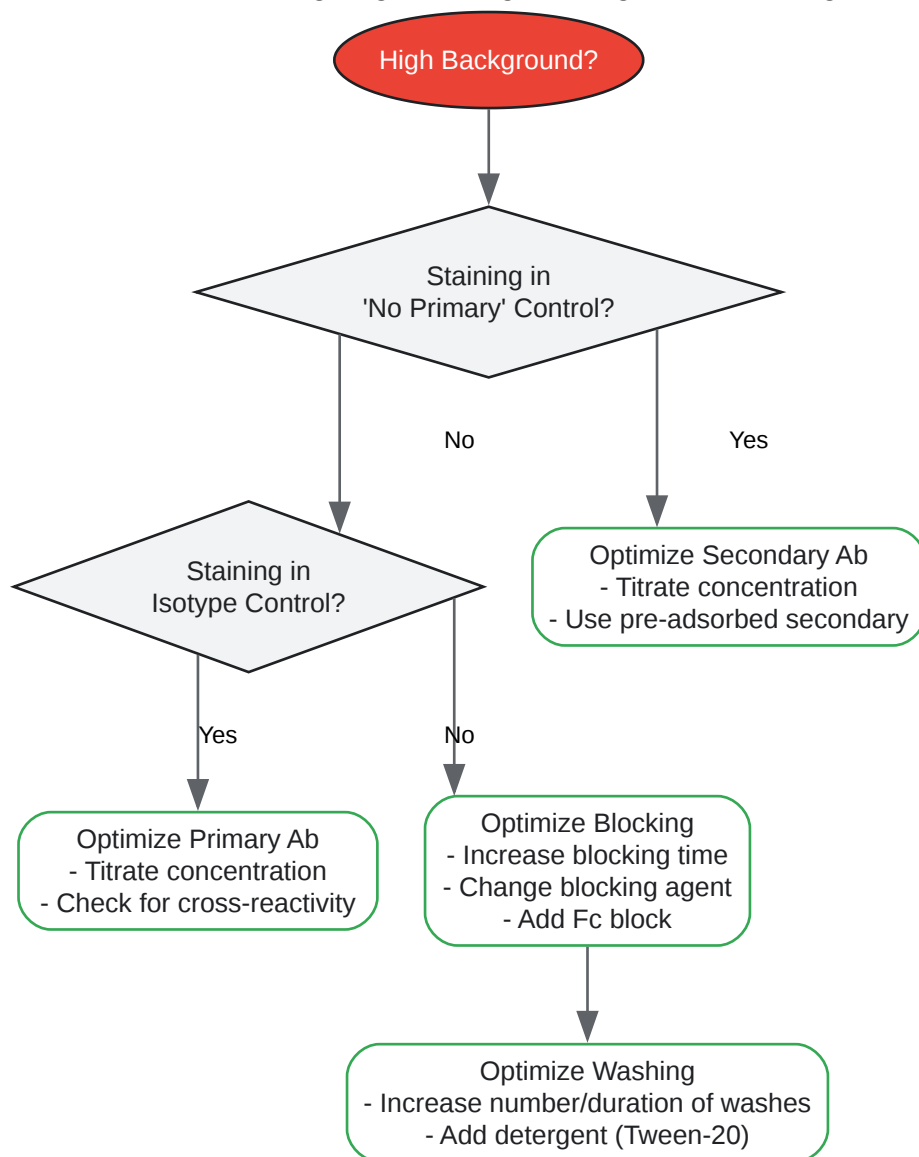 High Background?
Staining in
'No Primary' Control?
No
Yes
Staining in
Isotype Control?
Optimize Secondary Ab
- Titrate concentration
- Use pre-adsorbed secondary
Yes
No
Optimize Primary Ab
- Titrate concentration
- Check for cross-reactivity
Optimize Blocking
- Increase blocking time
- Change blocking agent
- Add Fc block
Optimize Washing
- Increase number/duration of washes
- Add detergent (Tween-20)